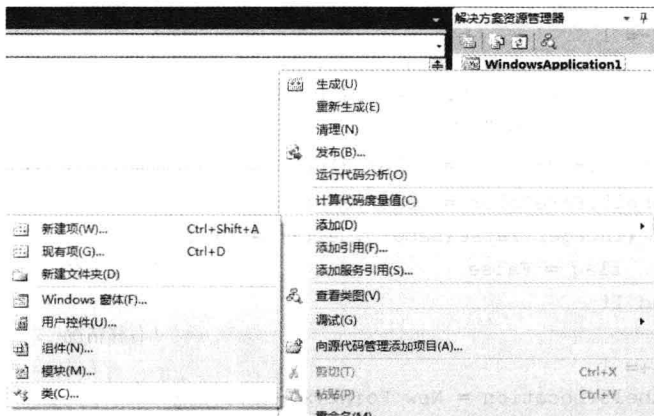 解决方案资源管理器
WindowsApplication1
生成(U)
重新生成(E)
清理(N)
发布(B)...
运行代码分析(O)
计算代码度量值(C)
添加(D)
添加引用(F)...
添加服务引用(S)...
查看类图(V)
调试(G)
向源代码管理添加项目(A)...
剪切(T) Ctrl+X
粘贴(P) Ctrl+V
重命名(M)
新建项(W)... Ctrl+Shift+A
现有项(G)... Ctrl+D
新建文件夹(D)
Windows 窗体(F)...
用户控件(U)...
组件(N)...
模块(M)...
类(C)...